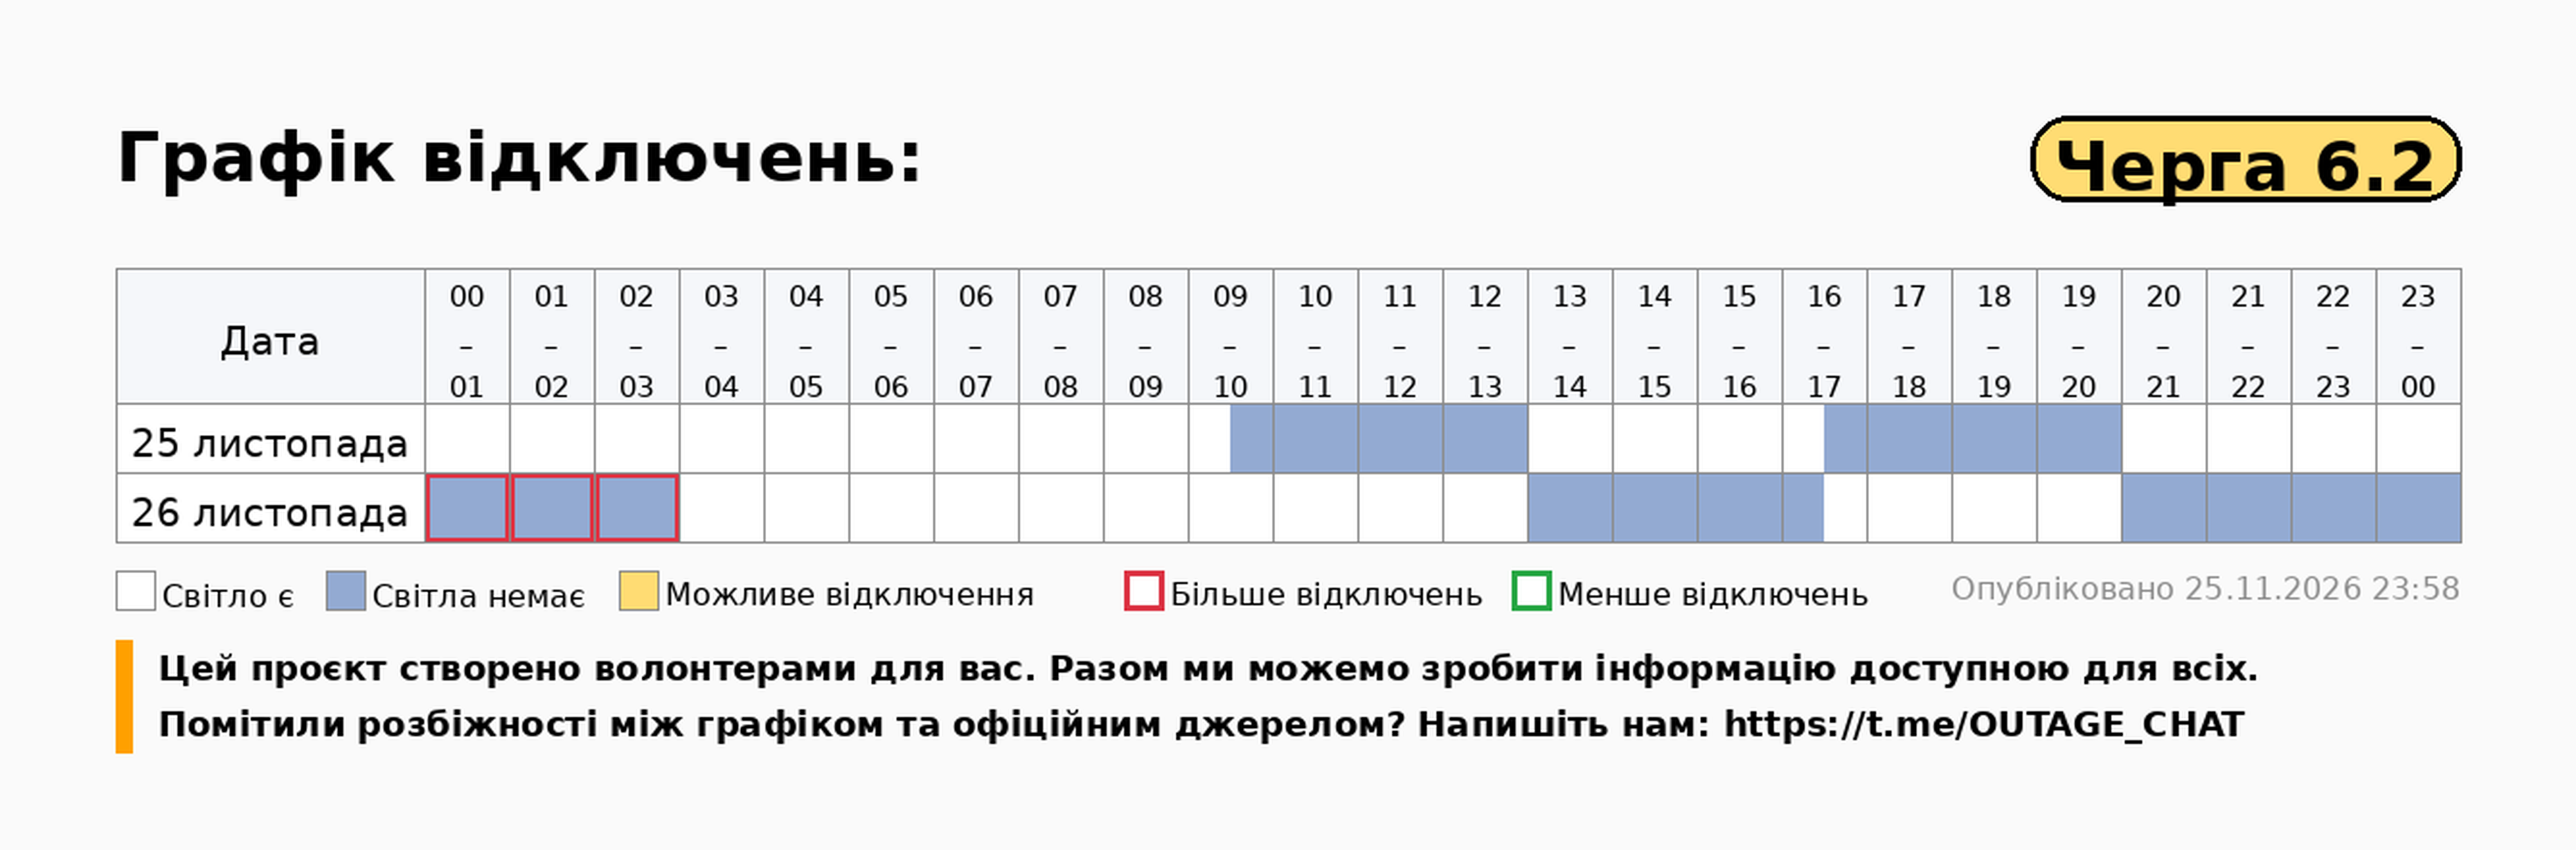 Графік відключень:
Черга 6.2
Дата
00 – 01
01 – 02
02 – 03
03 – 04
04 – 05
05 – 06
06 – 07
07 – 08
08 – 09
09 – 10
10 – 11
11 – 12
12 – 13
13 – 14
14 – 15
15 – 16
16 – 17
17 – 18
18 – 19
19 – 20
20 – 21
21 – 22
22 – 23
23 – 00
25 листопада
26 листопада
Світло є
Світла немає
Можливе відключення
Більше відключень
Менше відключень
Опубліковано 25.11.2026 23:58
Цей проєкт створено волонтерами для вас. Разом ми можемо зробити інформацію доступною для всіх.
Помітили розбіжності між графіком та офіційним джерелом? Напишіть нам: https://t.me/OUTAGE_CHAT